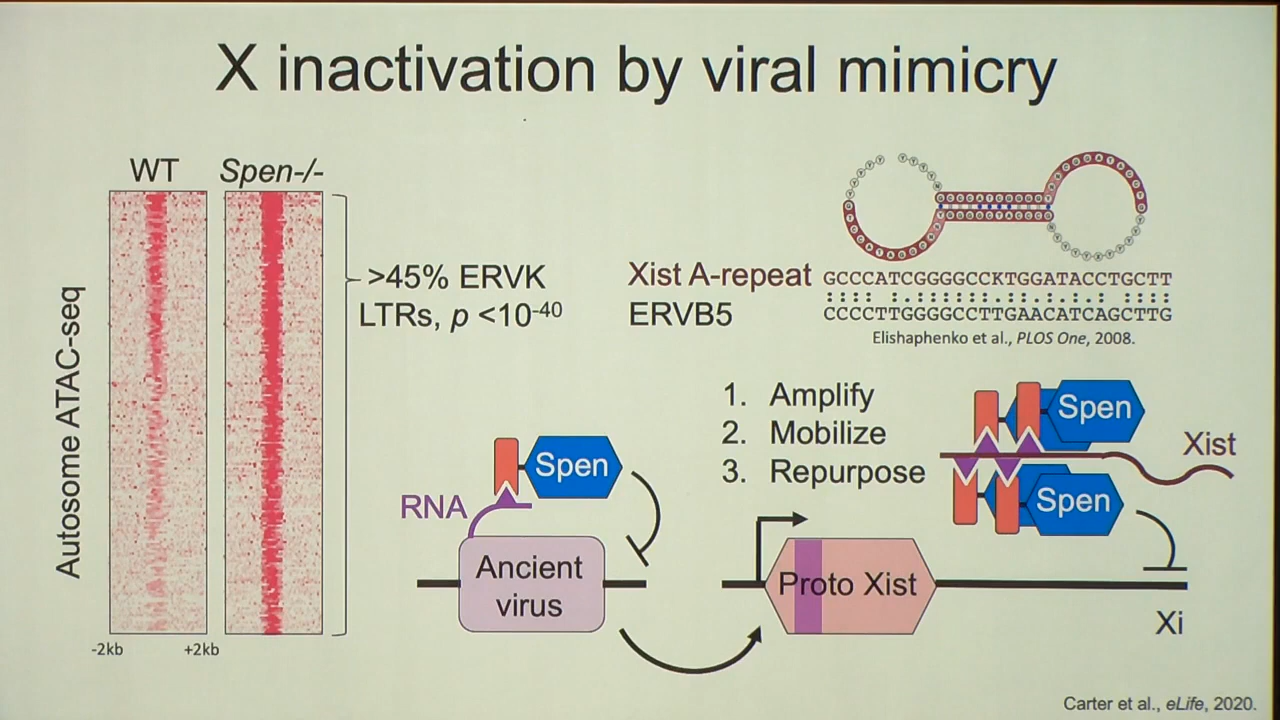 X inactivation by viral mimicry
WT
Spen-/-
Autosome ATAC-seq
-2kb
+2kb
>45% ERVK
LTRs, p <10-40
Xist A-repeat GCCCATCGGGGCCKTGGATACCTGCTT
ERVB5 CCCCTTGGGGCCTTGAACATCAGCTTG
Elishaphenko et al., PLOS One, 2008.
1. Amplify
2. Mobilize
3. Repurpose
RNA
Spen
Ancient
virus
Spen
Spen
Xist
Proto Xist
Xi
Carter et al., eLife, 2020.